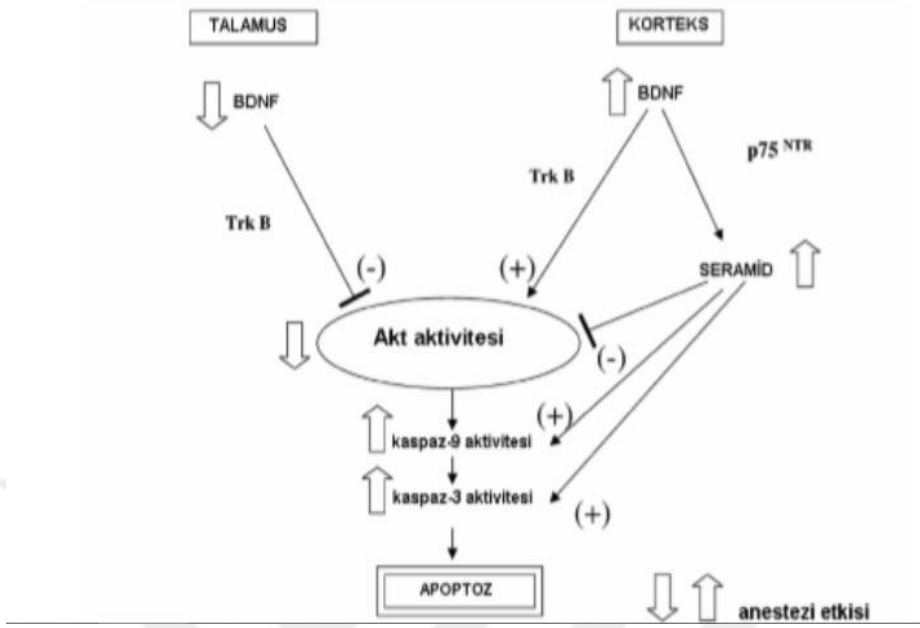 TALAMUS
KORTEKS
BDNF
BDNF
p75 NTR
Trk B
Trk B
(-)
(+)
SERAMİD
Akt aktivitesi
(-)
(+)
kaspaz-9 aktivitesi
kaspaz-3 aktivitesi
(+)
APOPTOZ
anestezi etkisi